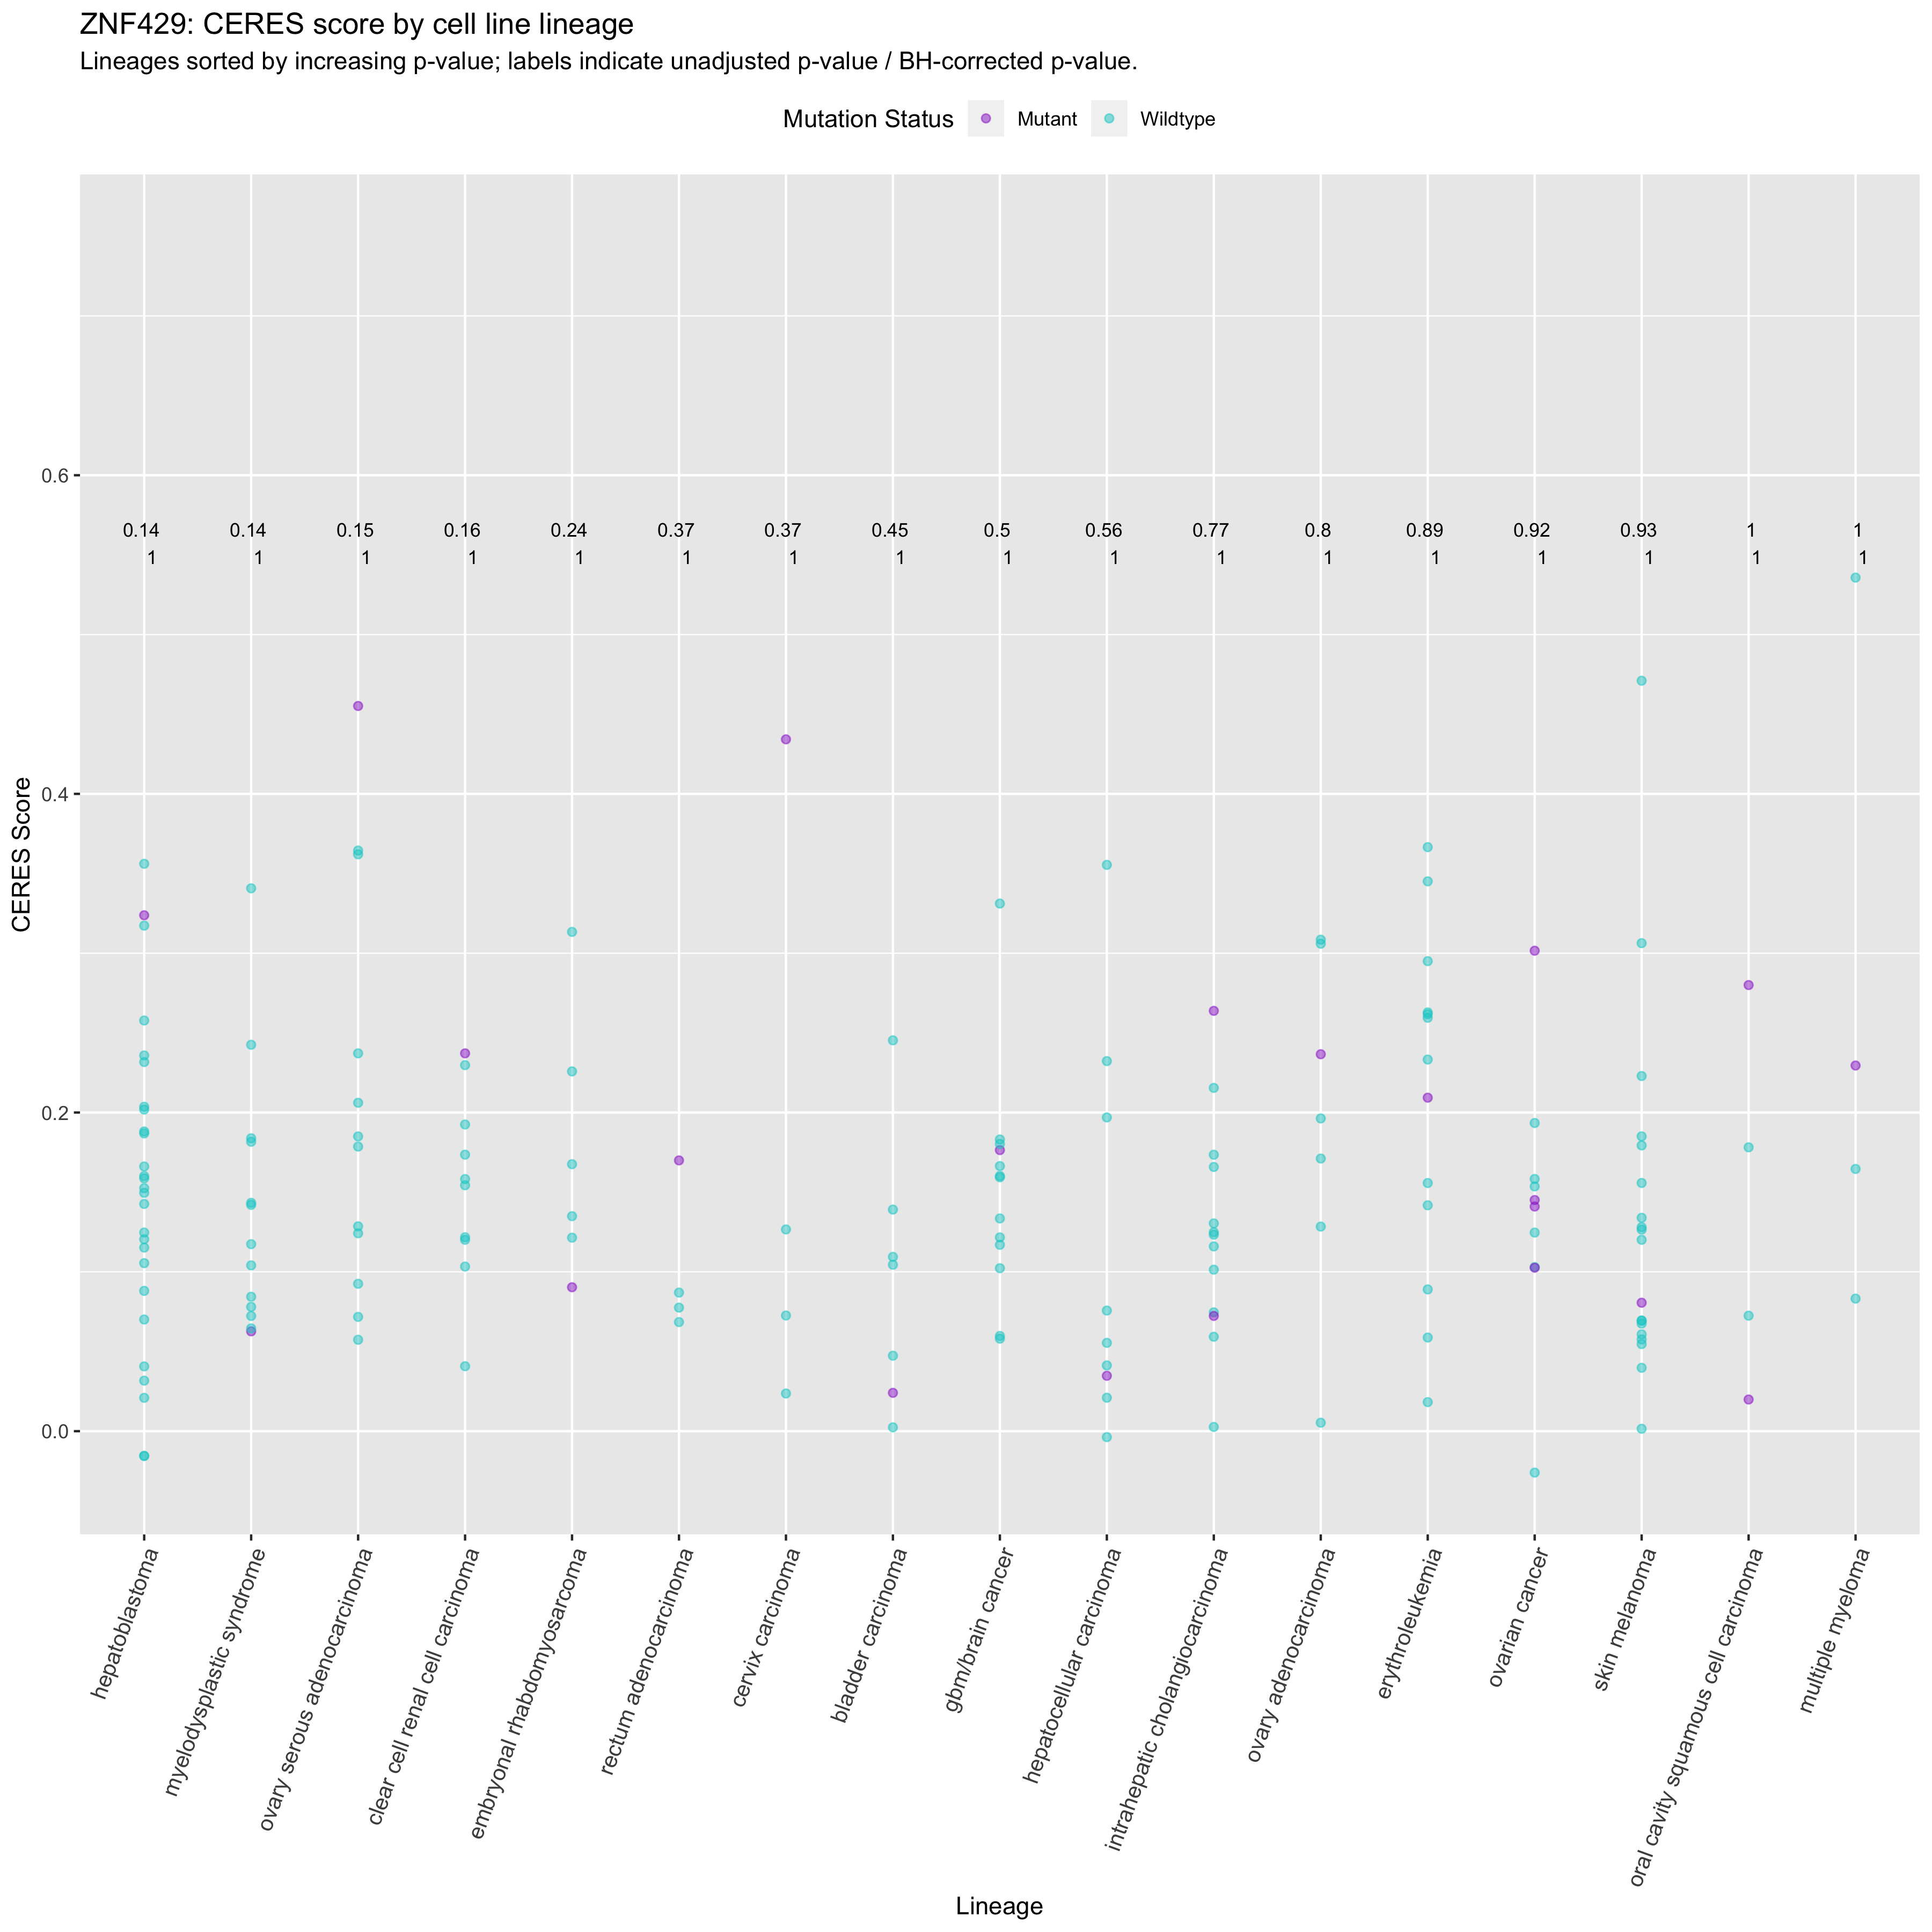 ZNF429: CERES score by cell line lineage
Lineages sorted by increasing p-value; labels indicate unadjusted p-value / BH-corrected p-value.
Mutation Status Mutant Wildtype
0.6
0.14 0.14 0.15 0.16 0.24 0.37 0.37 0.45 0.5 0.56 0.77 0.8 0.89 0.92 0.93 1 1
1 1 1 1 1 1 1 1 1 1 1 1 1 1 1 1 1
0.4
0.2
0.0
CERES Score
hepatoblastoma
myelodysplastic syndrome
ovary serous adenocarcinoma
clear cell renal cell carcinoma
embryonal rhabdomyosarcoma
rectum adenocarcinoma
cervix carcinoma
bladder carcinoma
gbm/brain cancer
hepatocellular carcinoma
intrahepatic cholangiocarcinoma
ovary adenocarcinoma
erythroleukemia
ovarian cancer
skin melanoma
oral cavity squamous cell carcinoma
multiple myeloma
Lineage